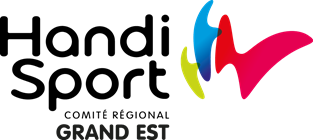 Handi
Sport
COMITÉ RÉGIONAL
GRAND EST